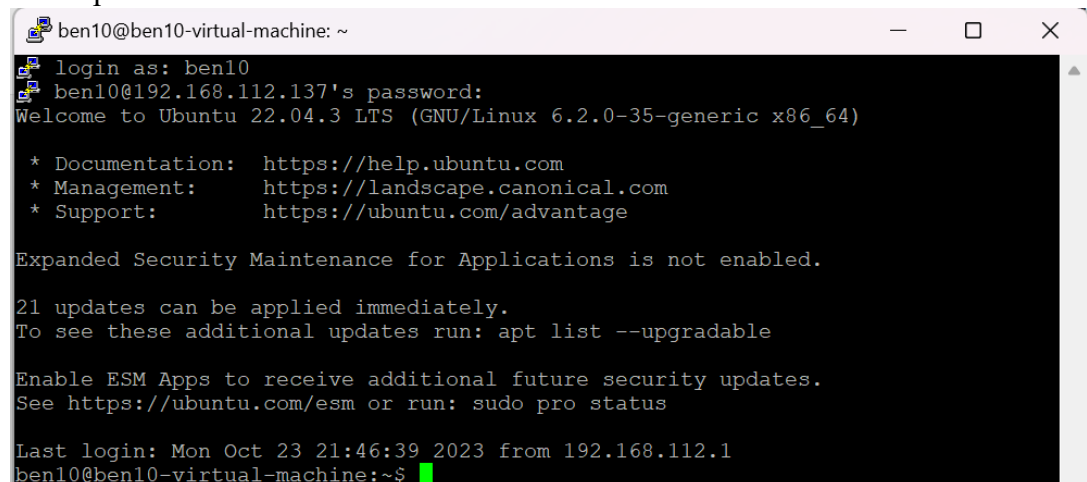 ben10@ben10-virtual-machine: ~
login as: ben10
ben10@192.168.112.137's password:
Welcome to Ubuntu 22.04.3 LTS (GNU/Linux 6.2.0-35-generic x86_64)
* Documentation:  https://help.ubuntu.com
* Management:     https://landscape.canonical.com
* Support:        https://ubuntu.com/advantage
Expanded Security Maintenance for Applications is not enabled.
21 updates can be applied immediately.
To see these additional updates run: apt list --upgradable
Enable ESM Apps to receive additional future security updates.
See https://ubuntu.com/esm or run: sudo pro status
Last login: Mon Oct 23 21:46:39 2023 from 192.168.112.1
ben10@ben10-virtual-machine:~$